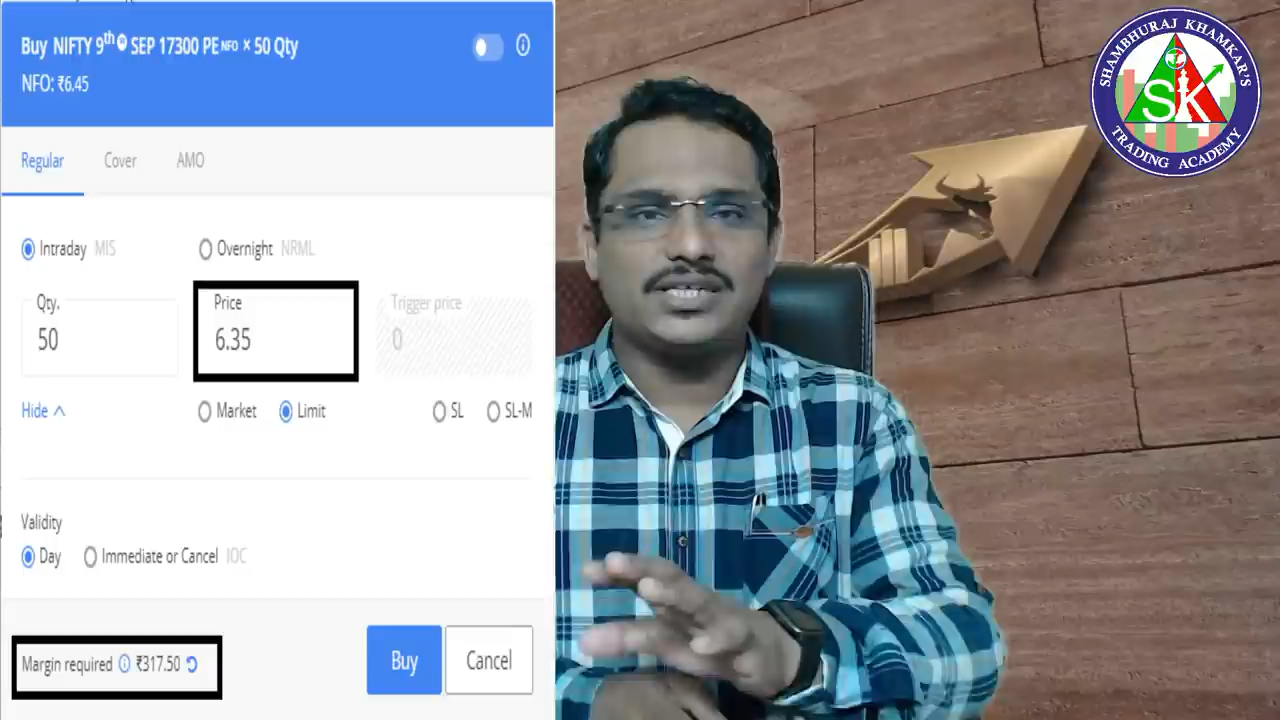 Buy NIFTY 9th W SEP 17300 PE NFO × 50 Qty
NFO: ₹6.45
Regular
Cover
AMO
Intraday MIS
Overnight NRML
Qty.
50
Price
6.35
Trigger price
0
Hide
Market
Limit
SL
SL-M
Validity
Day
Immediate or Cancel IOC
Margin required ₹317.50
Buy
Cancel
SHAMBHURAJ KHAMKAR'S
SK
TRADING ACADEMY